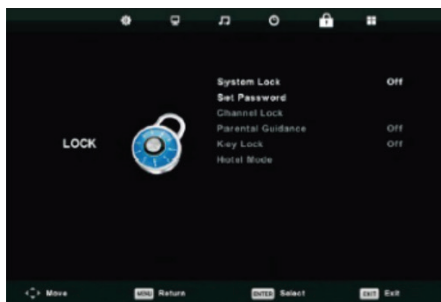 System Lock Off
Set Password
Channel Lock
Parental Guidance Off
LOCK
Key Lock Off
Hotel Mode
Move MENU Return ENTER Select EXIT Exit